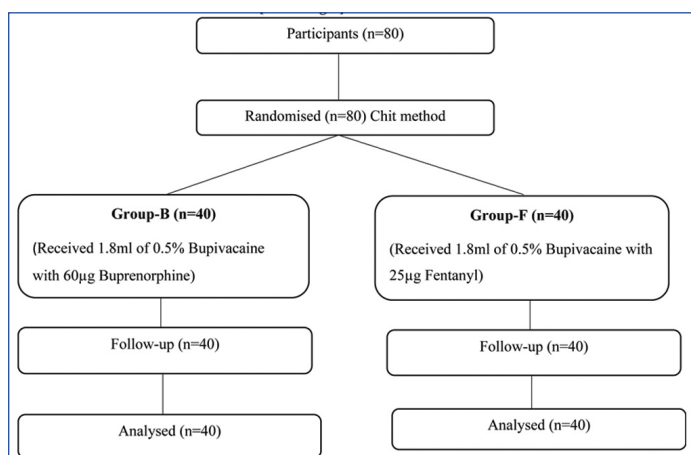 Participants (n=80)
Randomised (n=80) Chit method
Group-B (n=40)
(Received 1.8ml of 0.5% Bupivacaine
with 60µg Buprenorphine)
Group-F (n=40)
(Received 1.8ml of 0.5% Bupivacaine with
25µg Fentanyl)
Follow-up (n=40)
Follow-up (n=40)
Analysed (n=40)
Analysed (n=40)